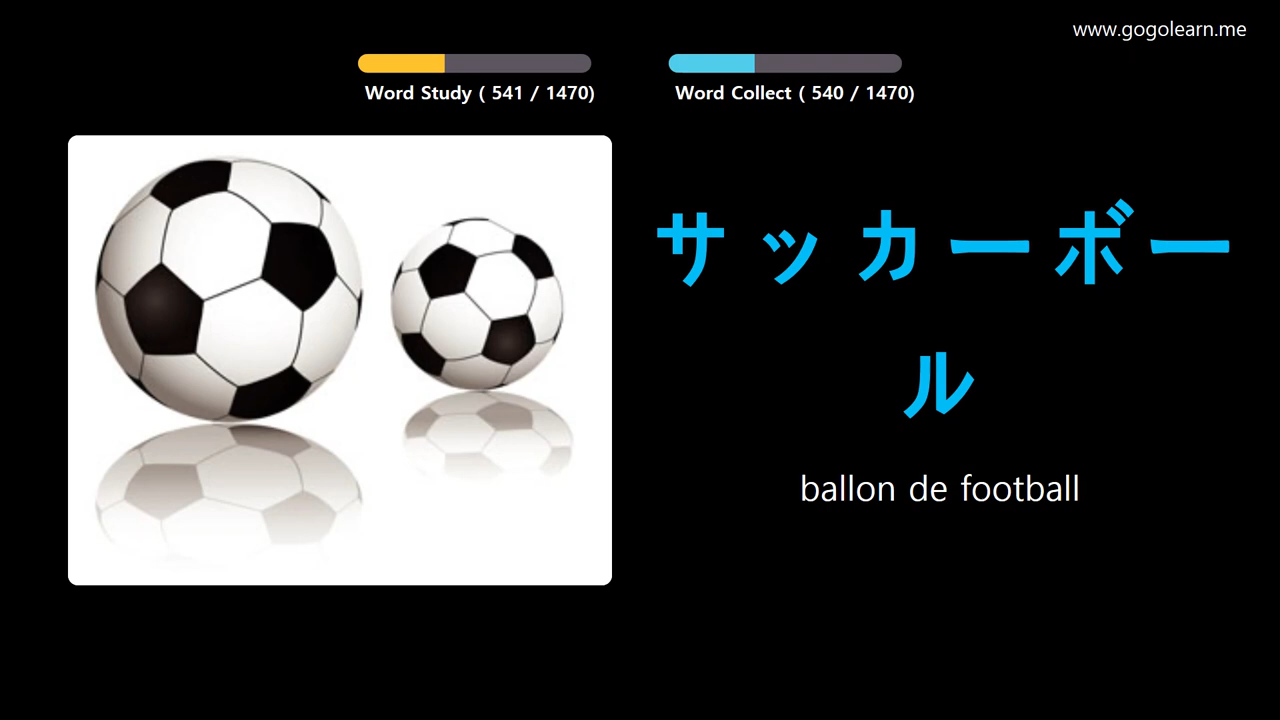 www.gogolearn.me
Word Study ( 541 / 1470)
Word Collect ( 540 / 1470)
サッカーボー
ル
ballon de football